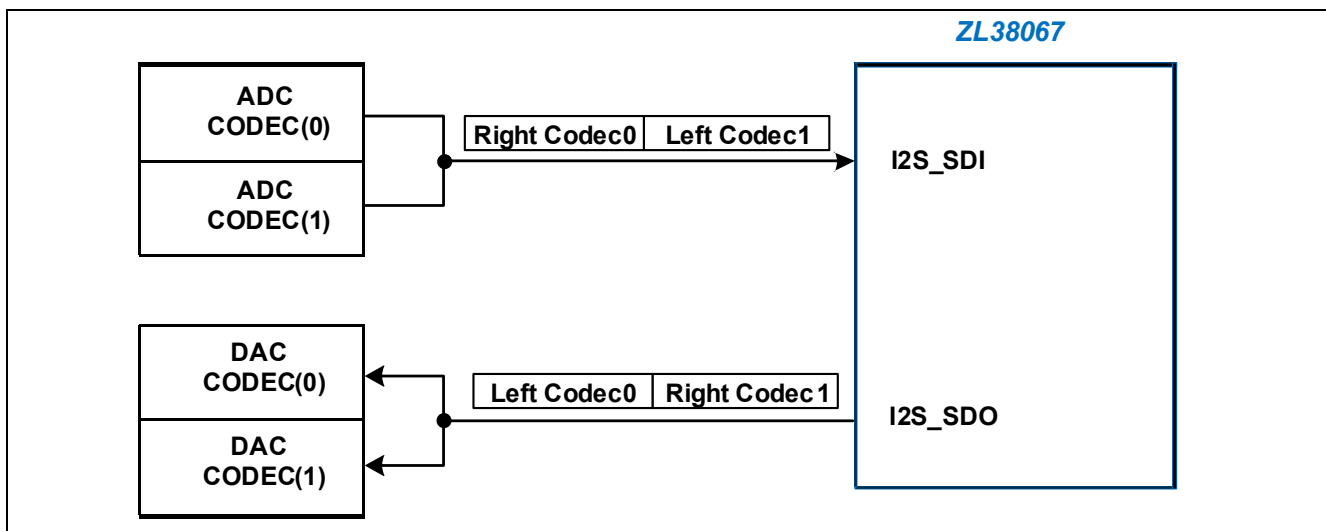 ZL38067
ADC
CODEC(0)
Right Codec0 Left Codec1
I2S_SDI
ADC
CODEC(1)
DAC
CODEC(0)
Left Codec0 Right Codec1
I2S_SDO
DAC
CODEC(1)